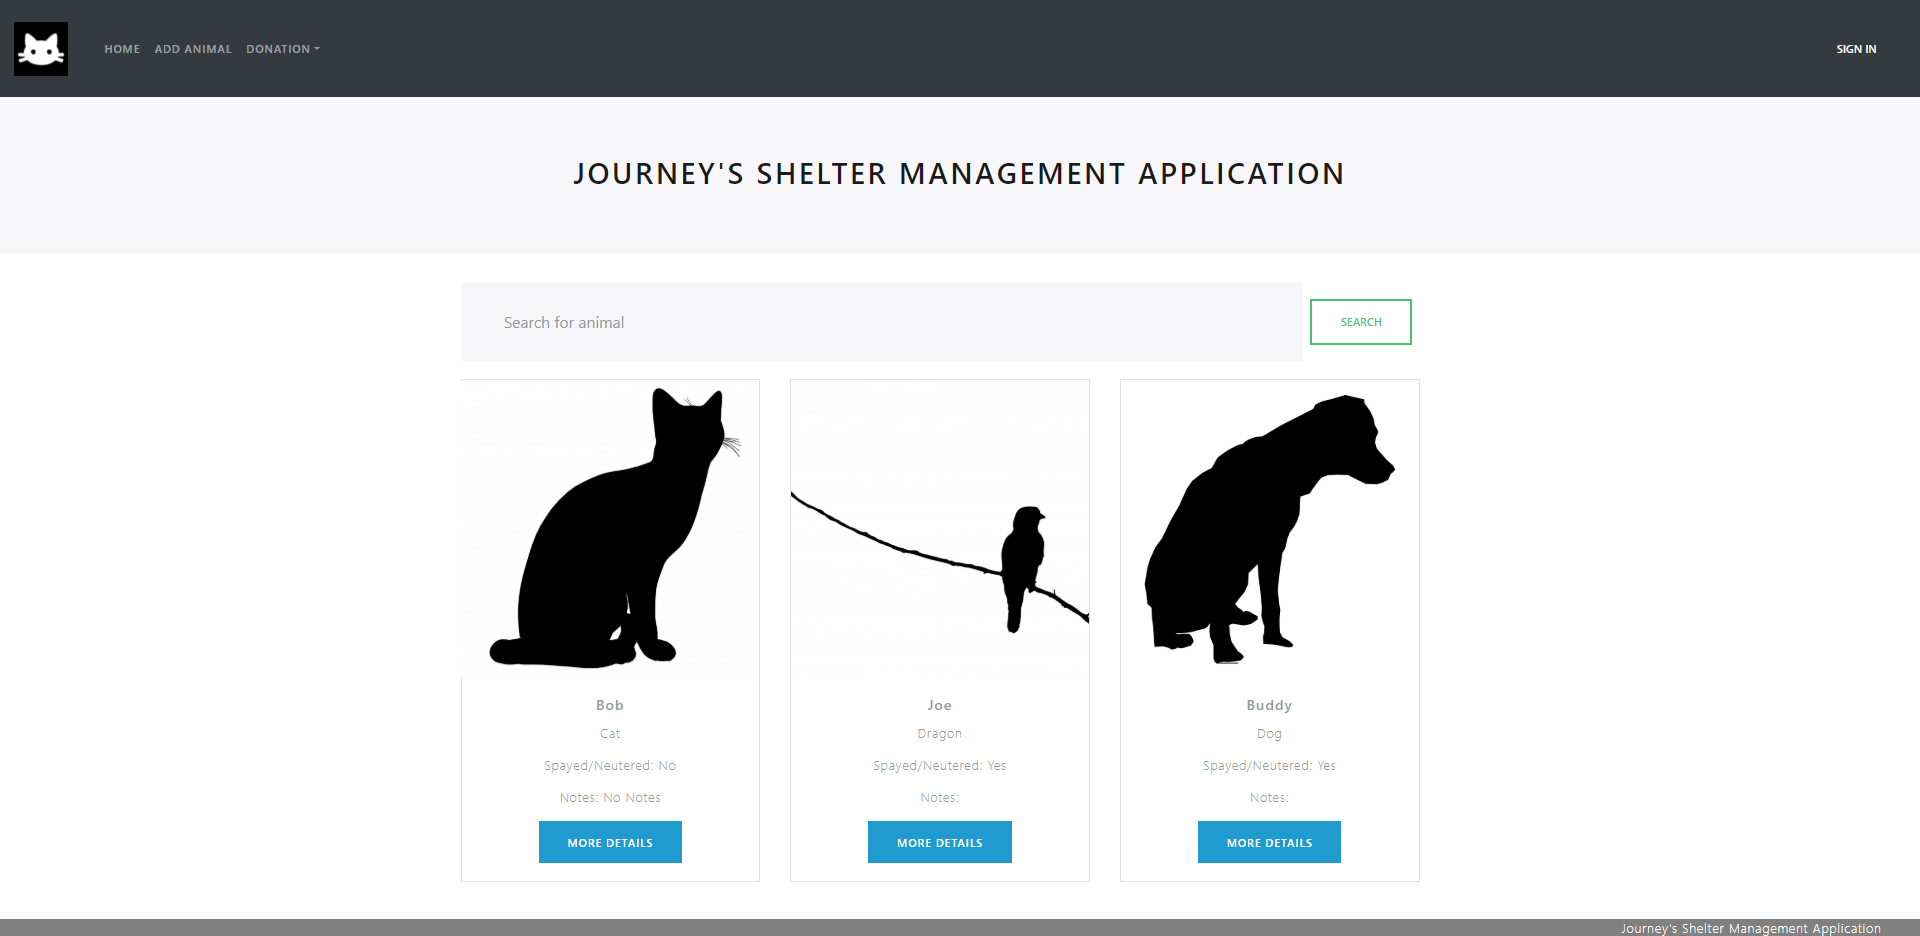 HOME ADD ANIMAL DONATION SIGN IN
JOURNEY'S SHELTER MANAGEMENT APPLICATION
Search for animal SEARCH
Bob
Cat
Spayed/Neutered: No
Notes: No Notes
MORE DETAILS
Joe
Dragon
Spayed/Neutered: Yes
Notes:
MORE DETAILS
Buddy
Dog
Spayed/Neutered: Yes
Notes:
MORE DETAILS
Journey's Shelter Management Application